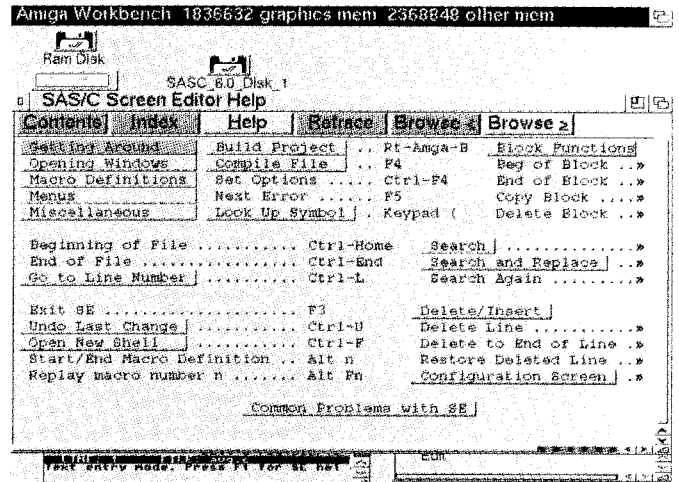 Amiga Workbench 1836632 graphics mem 2368848 other mem
Ram Disk
SASC_6.0_Disk_1
SAS/C Screen Editor Help
Contents Index Help Retrace Browse < Browse >
Getting Around Build Project .. Rt-Amga-B Block Functions
Opening Windows Compile File .. F4 Beg of Block ..»
Macro Definitions Set Options ..... Ctrl-F4 End of Block ..»
Menus Next Error ...... F5 Copy Block ....»
Miscellaneous Look Up Symbol . Keypad ( Delete Block ..»
Beginning of File .......... Ctrl-Home Search .............»
End of File ................ Ctrl-End Search and Replace ..»
Go to Line Number .......... Ctrl-L Search Again ........»
Exit SE .................... F3 Delete/Insert
Undo Last Change ........... Ctrl-U Delete Line ..........»
Open New Shell ............. Ctrl-F Delete to End of Line .»
Start/End Macro Definition .. Alt n Restore Deleted Line ..»
Replay macro number n ....... Alt Fn Configuration Screen .»
Common Problems with SE
Text entry mode. Press F1 for SE hel
Edit